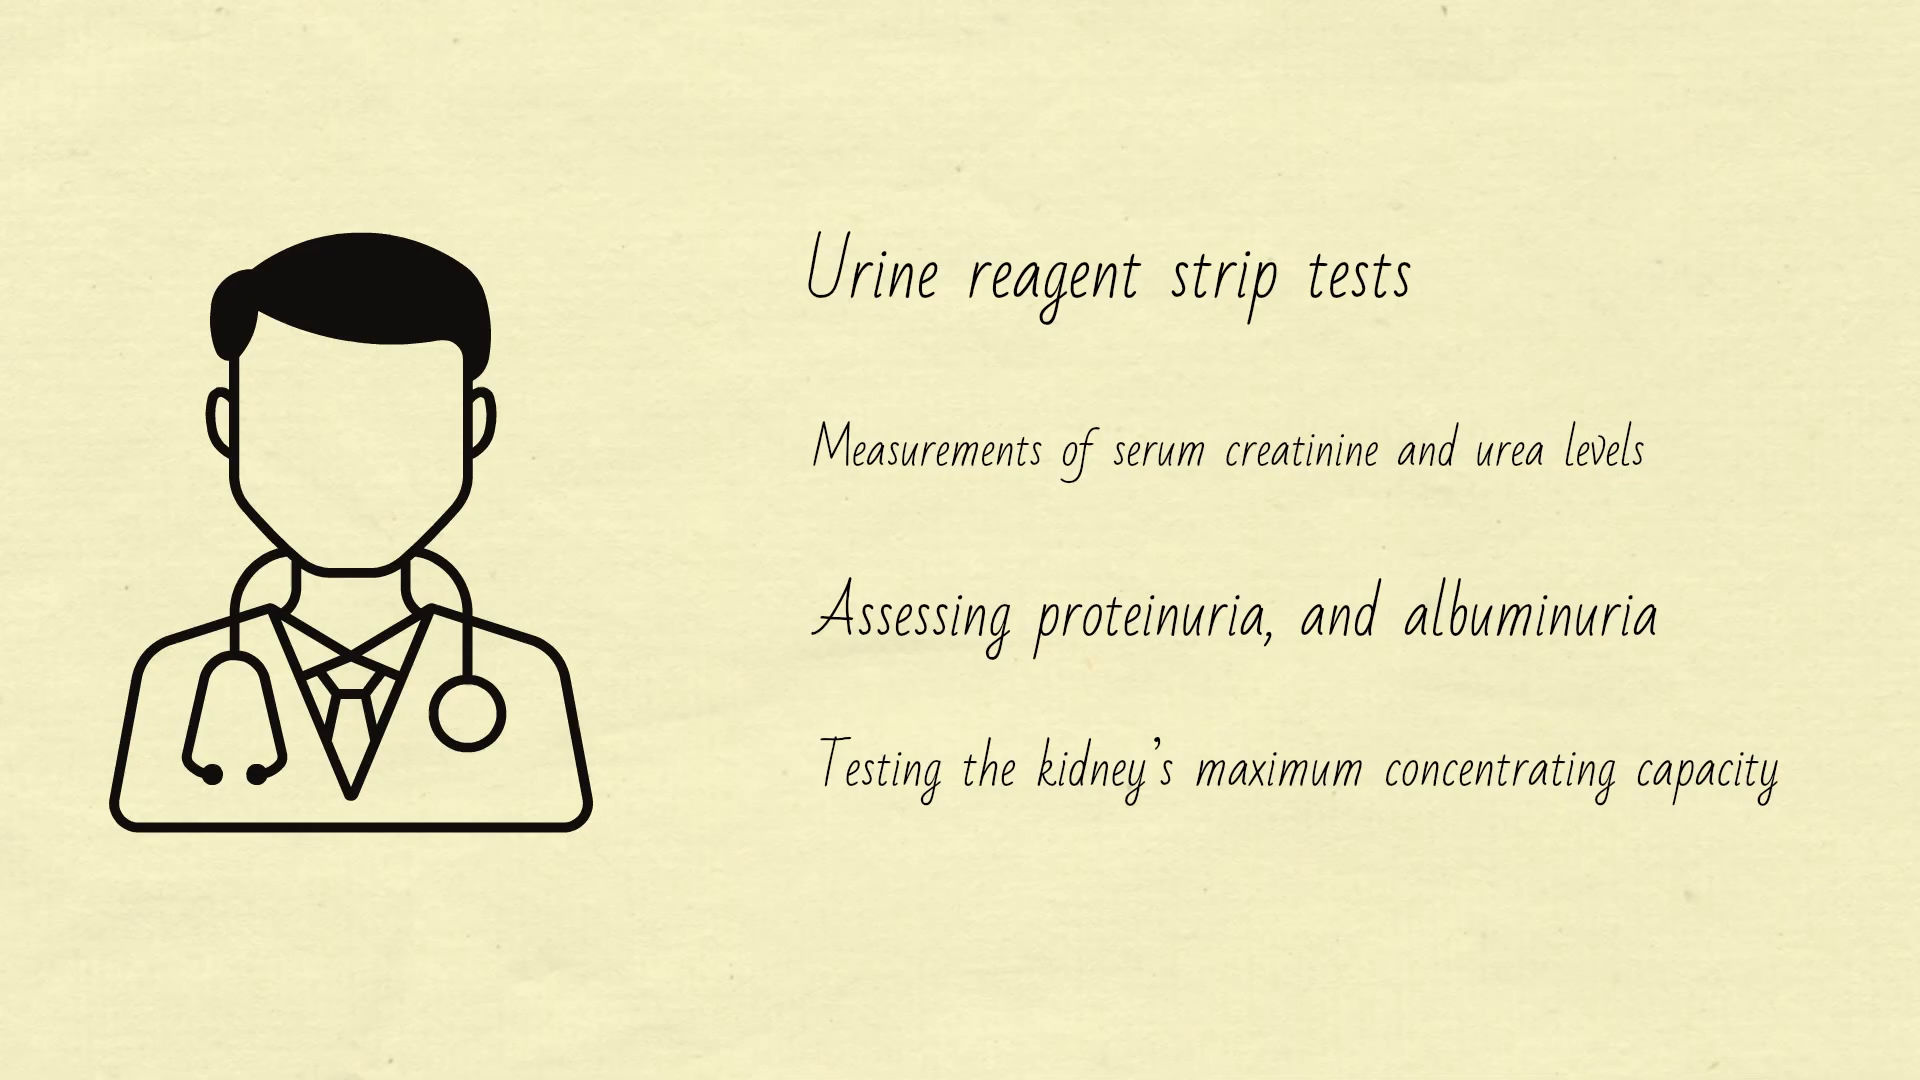 Urine reagent strip tests
Measurements of serum creatinine and urea levels
Assessing proteinuria, and albuminuria
Testing the kidney’s maximum concentrating capacity